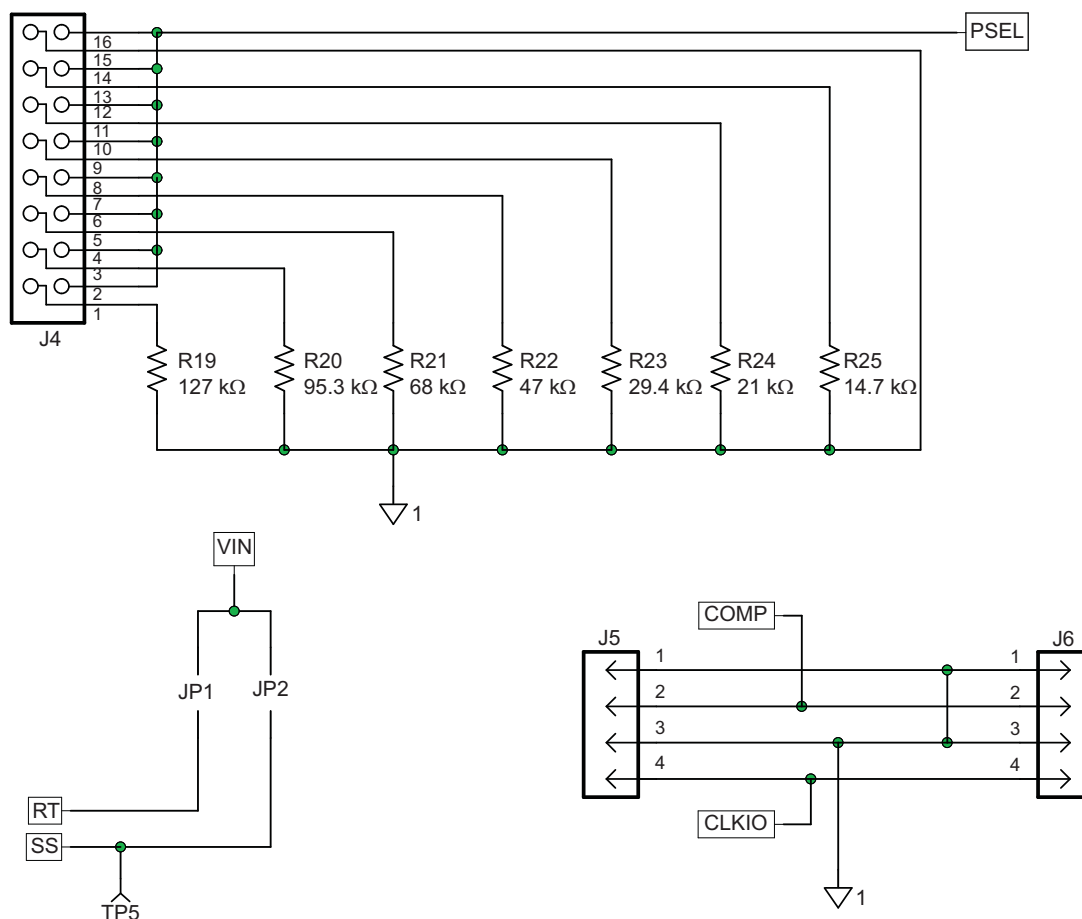 PSEL
16
15
14
13
12
11
10
9
8
7
6
5
4
3
2
1
J4
R19
127 kΩ
R20
95.3 kΩ
R21
68 kΩ
R22
47 kΩ
R23
29.4 kΩ
R24
21 kΩ
R25
14.7 kΩ
1
VIN
JP1
JP2
RT
SS
TP5
COMP
J5
J6
1
1
2
2
3
3
4
4
CLKIO
1